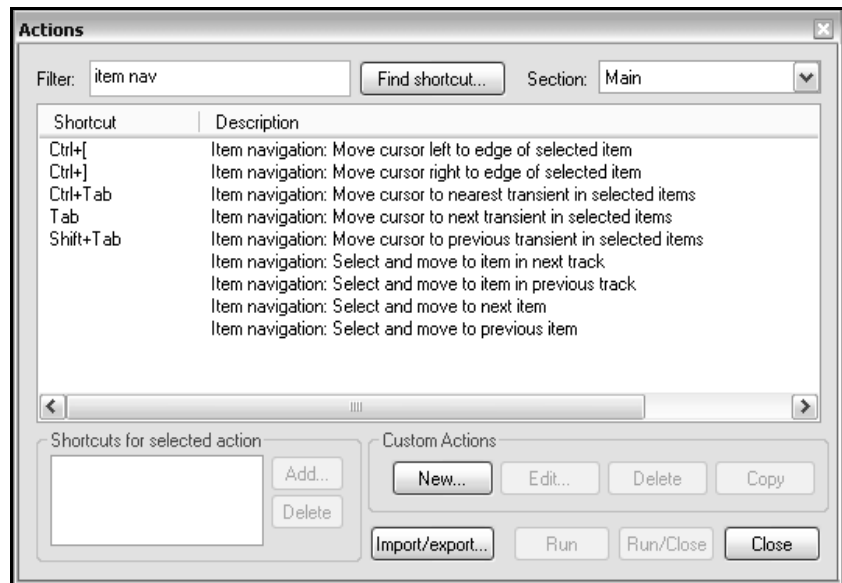 Actions
Filter: item nav Find shortcut... Section: Main
Shortcut Description
Ctrl+[ Item navigation: Move cursor left to edge of selected item
Ctrl+] Item navigation: Move cursor right to edge of selected item
Ctrl+Tab Item navigation: Move cursor to nearest transient in selected items
Tab Item navigation: Move cursor to next transient in selected items
Shift+Tab Item navigation: Move cursor to previous transient in selected items
Item navigation: Select and move to item in next track
Item navigation: Select and move to item in previous track
Item navigation: Select and move to next item
Item navigation: Select and move to previous item
Shortcuts for selected action Custom Actions
Add... New... Edit... Delete Copy
Delete
Import/export... Run Run/Close Close